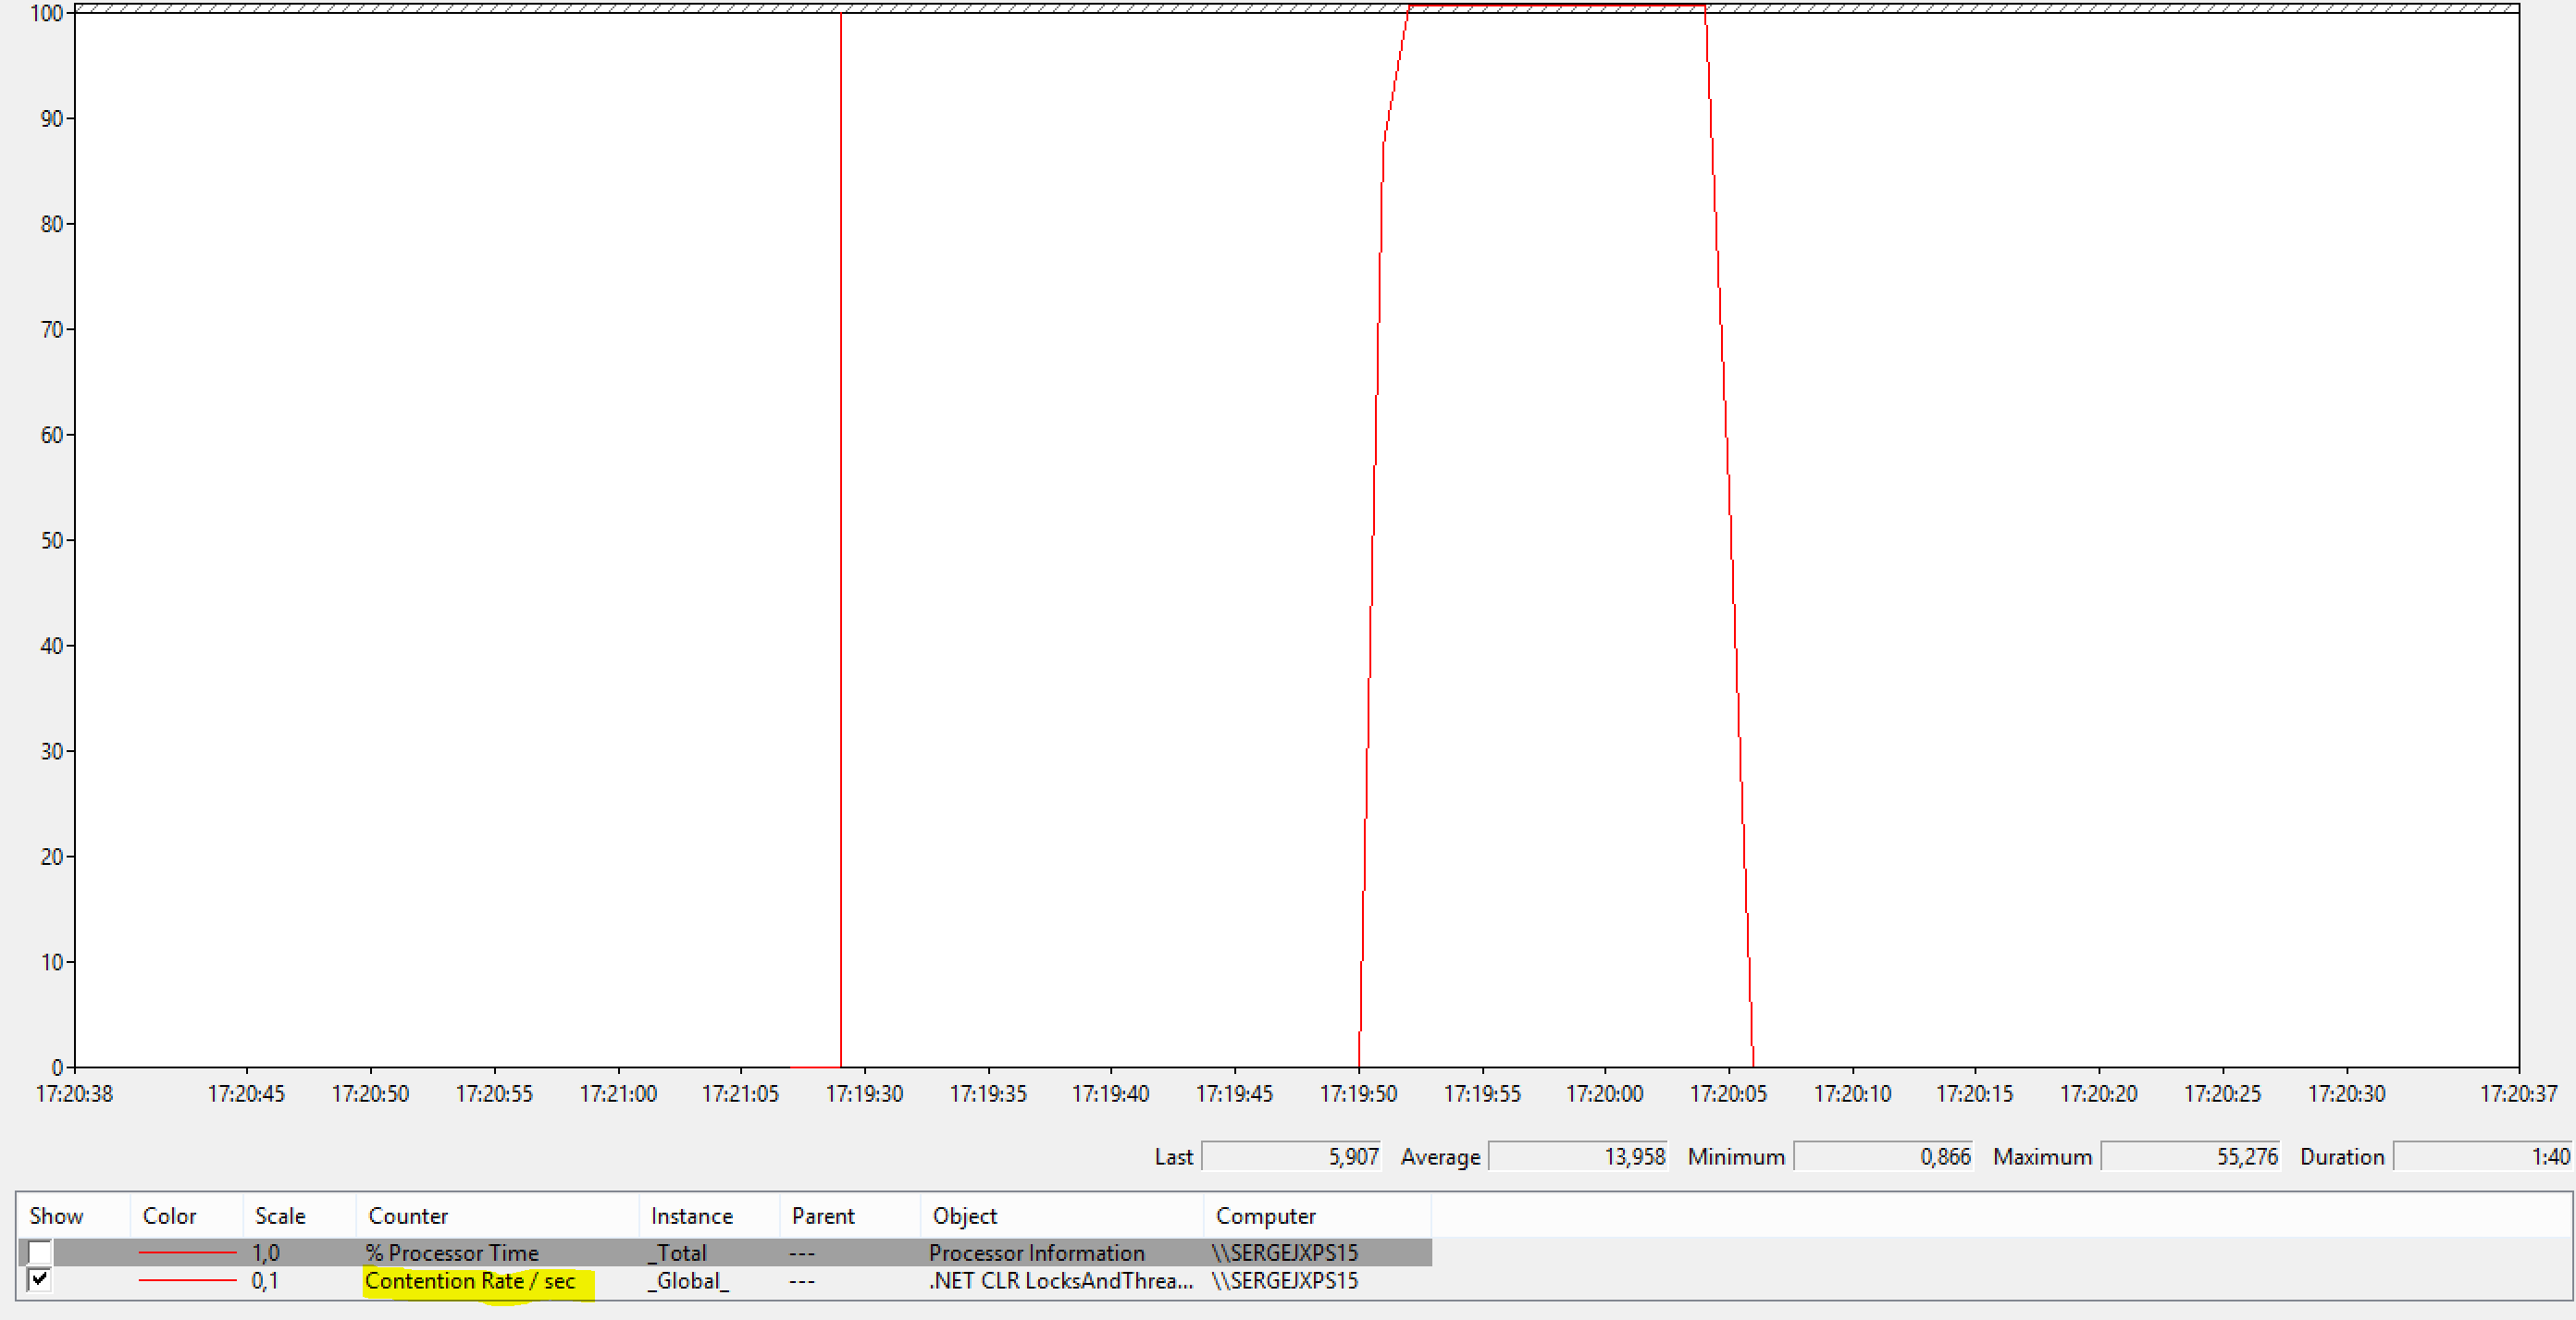 100
90
80
70
60
50
40
30
20
10
0
17:20:38 17:20:45 17:20:50 17:20:55 17:21:00 17:21:05 17:19:30 17:19:35 17:19:40 17:19:45 17:19:50 17:19:55 17:20:00 17:20:05 17:20:10 17:20:15 17:20:20 17:20:25 17:20:30 17:20:37
Last 5,907 Average 13,958 Minimum 0,866 Maximum 55,276 Duration 1:40
Show Color Scale Counter Instance Parent Object Computer
1,0 % Processor Time _Total --- Processor Information \\SERGEJXPS15
0,1 Contention Rate / sec _Global_ --- .NET CLR LocksAndThrea... \\SERGEJXPS15